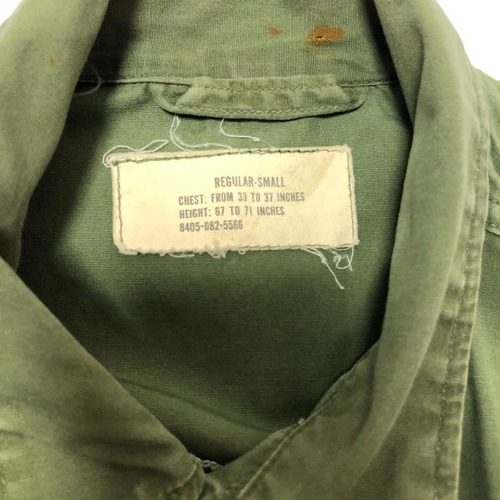 REGULAR-SMALL
CHEST: FROM 33 TO 37 INCHES
HEIGHT: 67 TO 71 INCHES
8405-082-5566